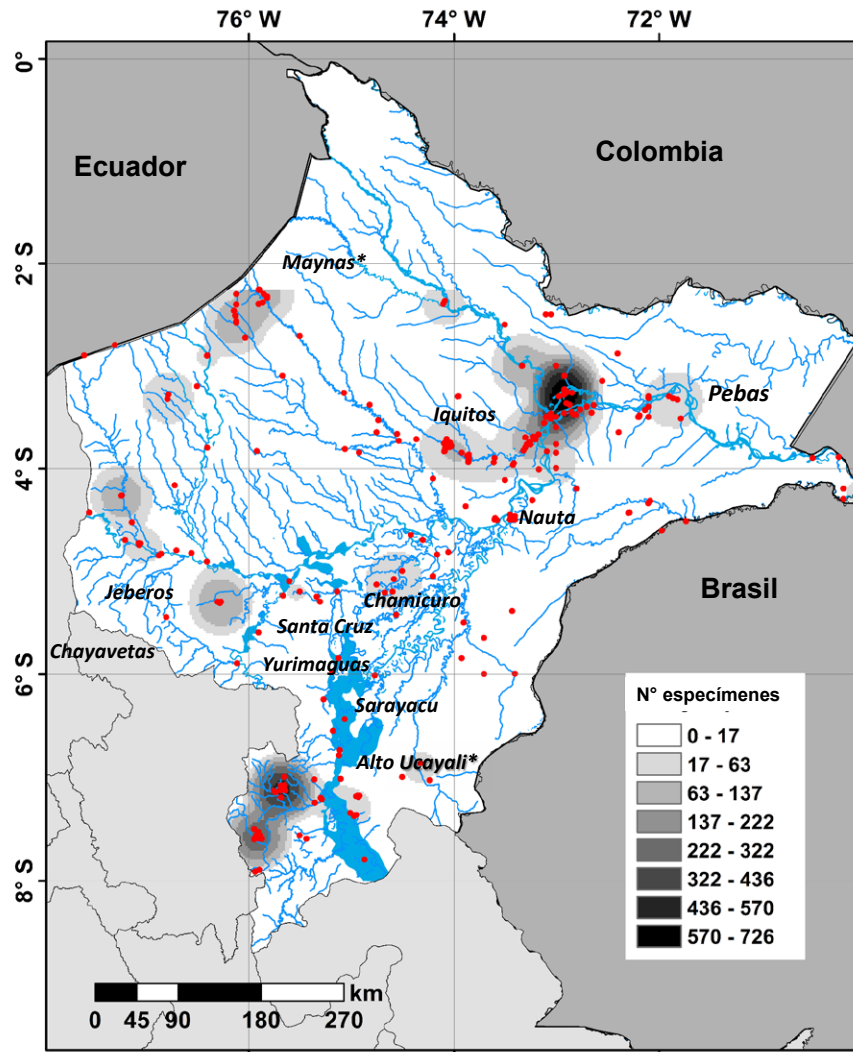 76° W 74° W 72° W
0°
Ecuador
Colombia
2° S
Maynas*
Pebas
Iquitos
4° S
Nauta
Jeberos
Chamicuro
Brasil
Santa Cruz
Chayavetas
Yurimaguas
6° S
Sarayacu
Alto Ucayali*
8° S
N° especímenes
0 - 17
17 - 63
63 - 137
137 - 222
222 - 322
322 - 436
436 - 570
570 - 726
km
0 45 90 180 270